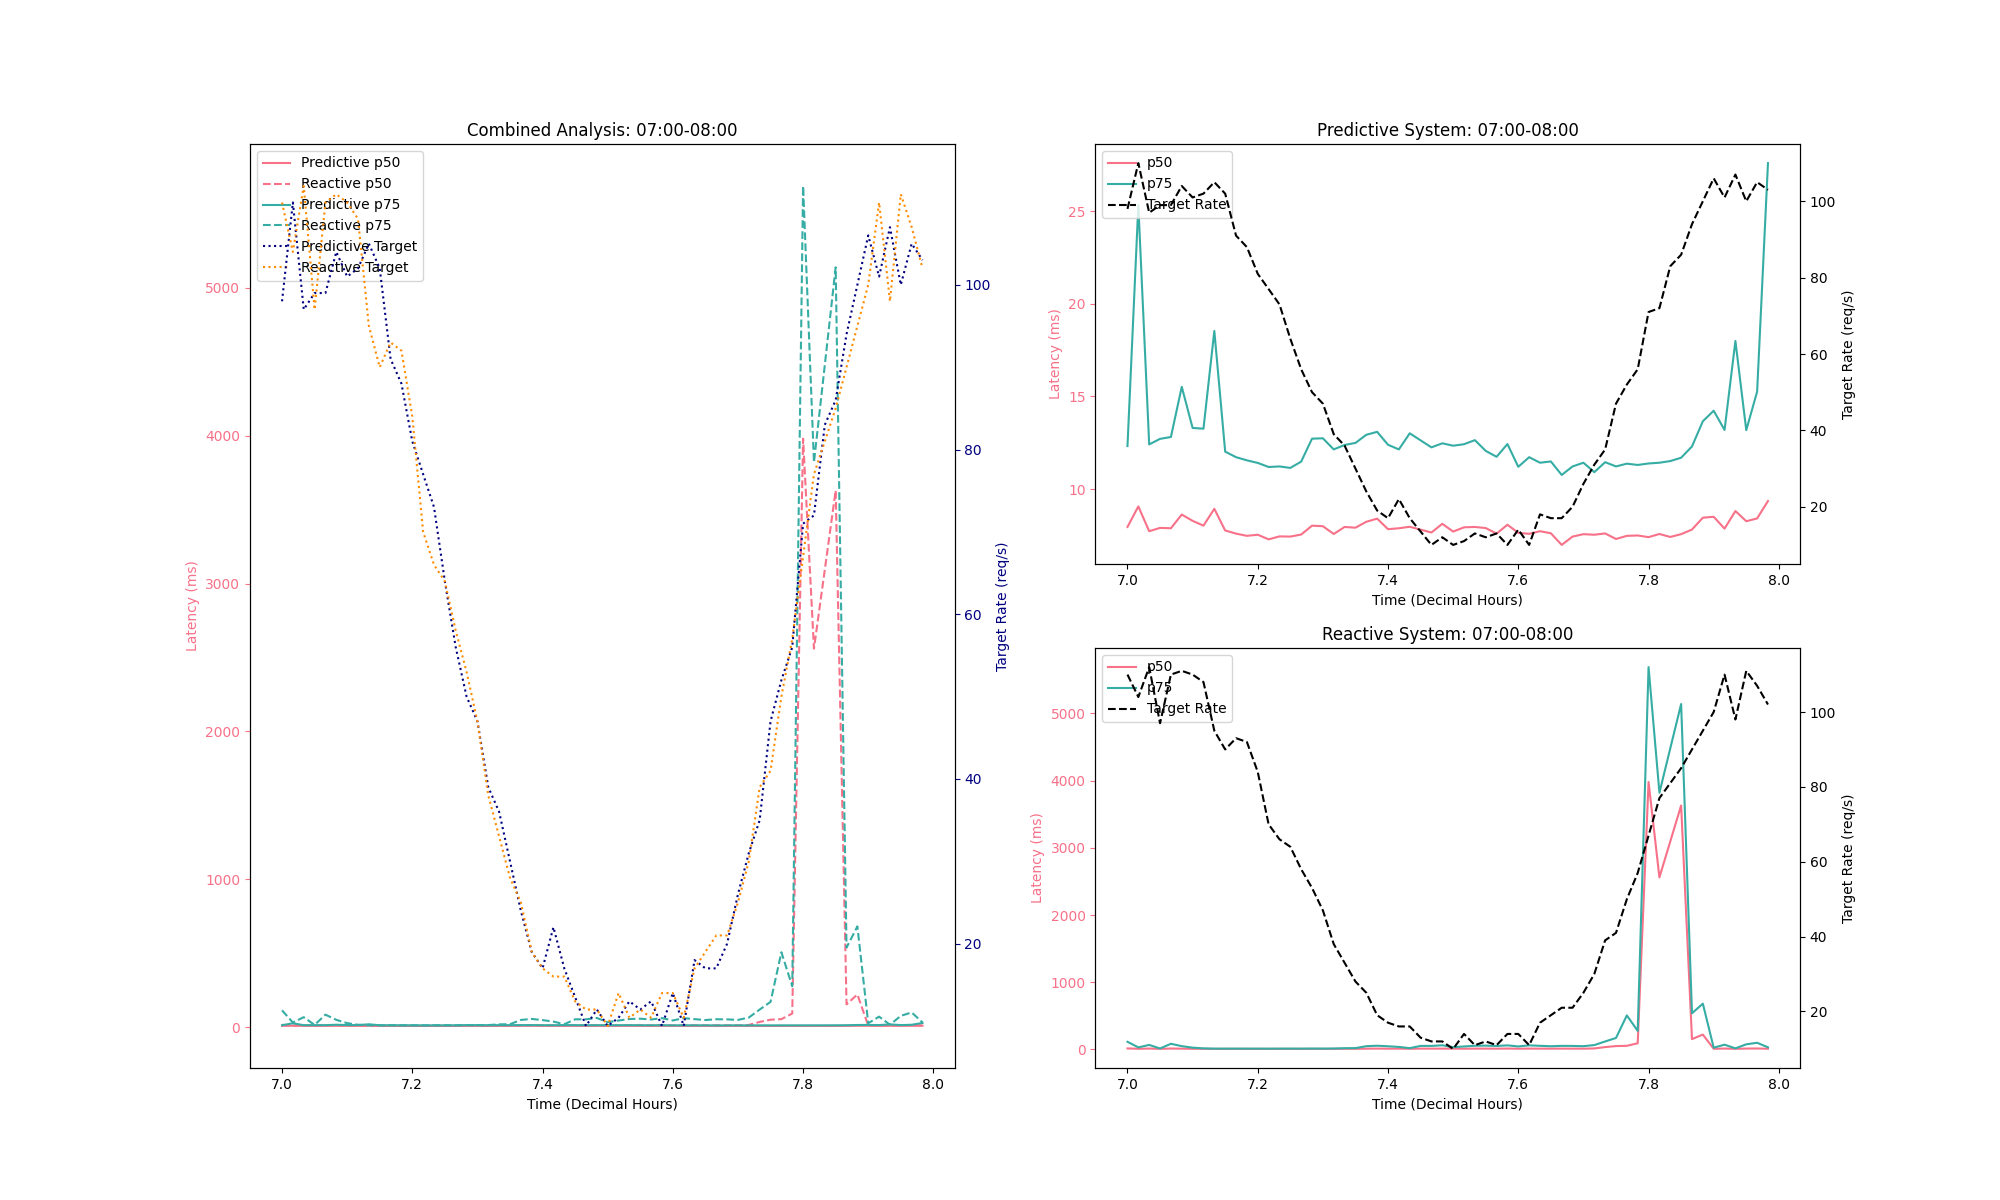 Combined Analysis: 07:00-08:00
Predictive p50
Reactive p50
Predictive p75
Reactive p75
Predictive Target
Reactive Target
5000
4000
3000
2000
1000
0
Latency (ms)
100
80
60
40
20
Target Rate (req/s)
7.0 7.2 7.4 7.6 7.8 8.0
Time (Decimal Hours)
Predictive System: 07:00-08:00
p50
p75
Target Rate
25
20
15
10
Latency (ms)
100
80
60
40
20
Target Rate (req/s)
7.0 7.2 7.4 7.6 7.8 8.0
Time (Decimal Hours)
Reactive System: 07:00-08:00
p50
p75
Target Rate
5000
4000
3000
2000
1000
0
Latency (ms)
100
80
60
40
20
Target Rate (req/s)
7.0 7.2 7.4 7.6 7.8 8.0
Time (Decimal Hours)